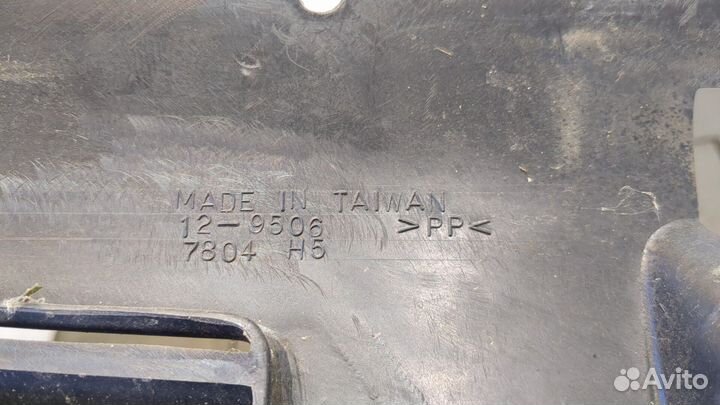 MADE IN TAIWAN
12-9506 >PP<
7804 H5
Avito